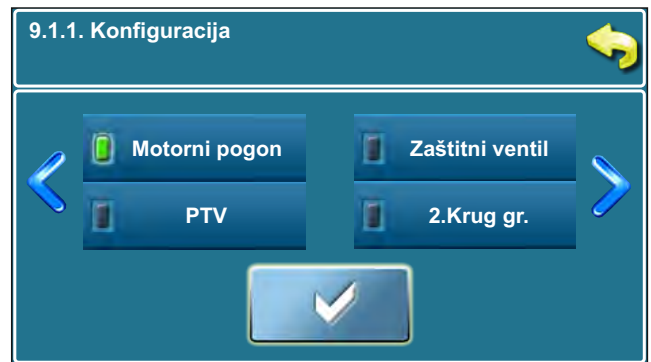 9.1.1. Konfiguracija
Motorni pogon
Zaštitni ventil
PTV
2.Krug gr.